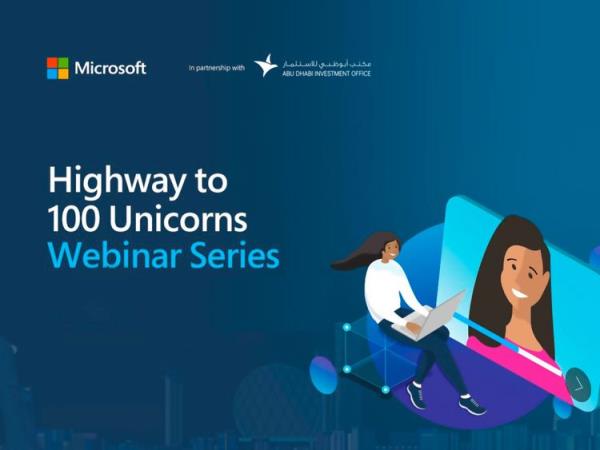 Microsoft
In partnership with
مكتب أبوظبي للاستثمار
ABU DHABI INVESTMENT OFFICE
Highway to
100 Unicorns
Webinar Series